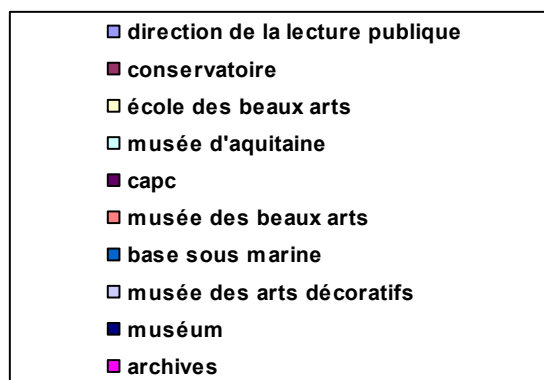 direction de la lecture publique
conservatoire
école des beaux arts
musée d'aquitaine
capc
musée des beaux arts
base sous marine
musée des arts décoratifs
muséum
archives